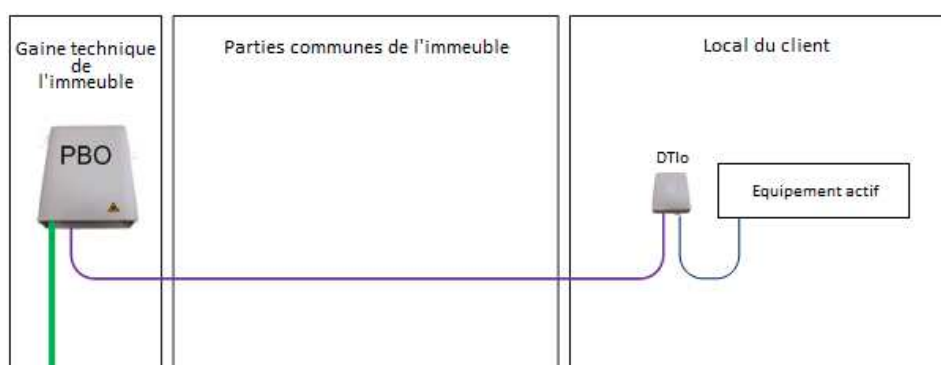 Gaine technique
de
l'immeuble
Parties communes de l'immeuble
Local du client
PBO
DTIo
Equipement actif